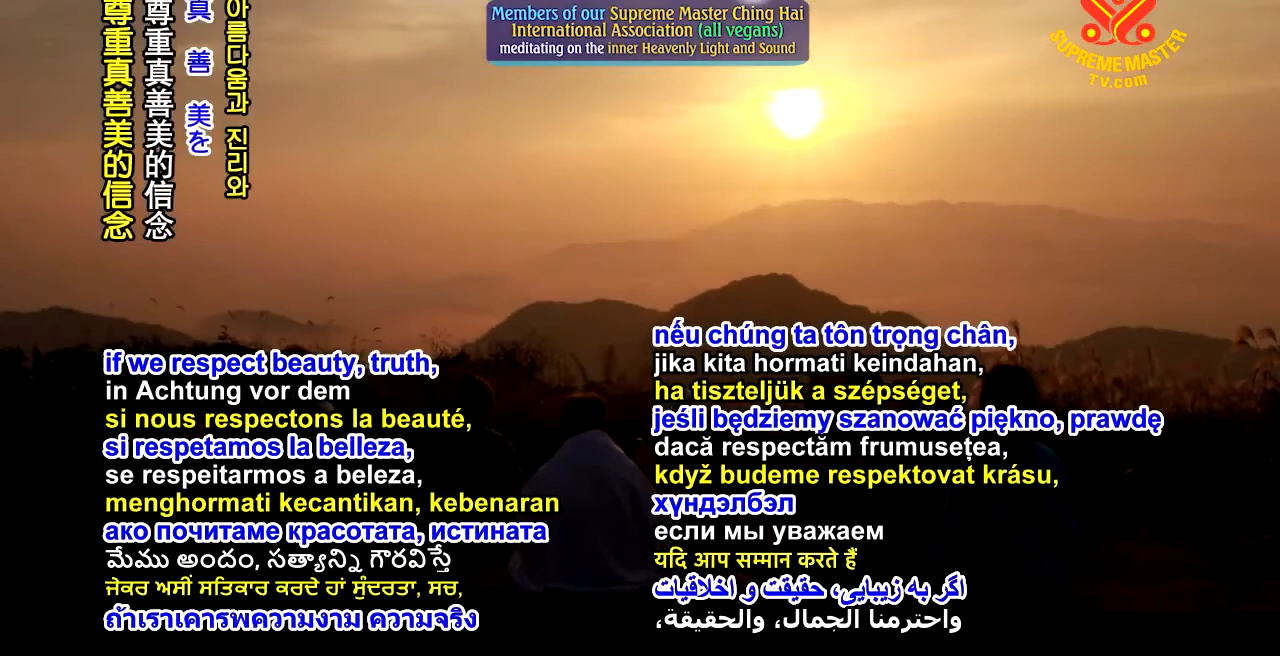 Members of our Supreme Master Ching Hai
International Association (all vegans)
meditating on the inner Heavenly Light and Sound
SUPREME MASTER
TV.com
아름다움과 진리와
真 善 美を
尊重真善美的信念
尊重真善美的信念
if we respect beauty, truth,
in Achtung vor dem
si nous respectons la beauté,
si respetamos la belleza,
se respeitarmos a beleza,
menghormati kecantikan, kebenaran
ако почитаме красотата, истината
మేము అందం, సత్యాన్ని గౌరవిస్తే
ਜੇਕਰ ਅਸੀਂ ਸਤਿਕਾਰ ਕਰਦੇ ਹਾਂ ਸੁੰਦਰਤਾ, ਸਚ,
ถ้าเราเคารพความงาม ความจริง
nếu chúng ta tôn trọng chân,
jika kita hormati keindahan,
ha tiszteljük a szépséget,
jeśli będziemy szanować piękno, prawdę
dacă respectăm frumusețea,
když budeme respektovat krásu,
хүндэлбэл
если мы уважаем
यदि आप सम्मान करते हैं
اگر به زیبایی، حقیقت و اخلاقیات
واحترمنا الجمال، والحقيقة،